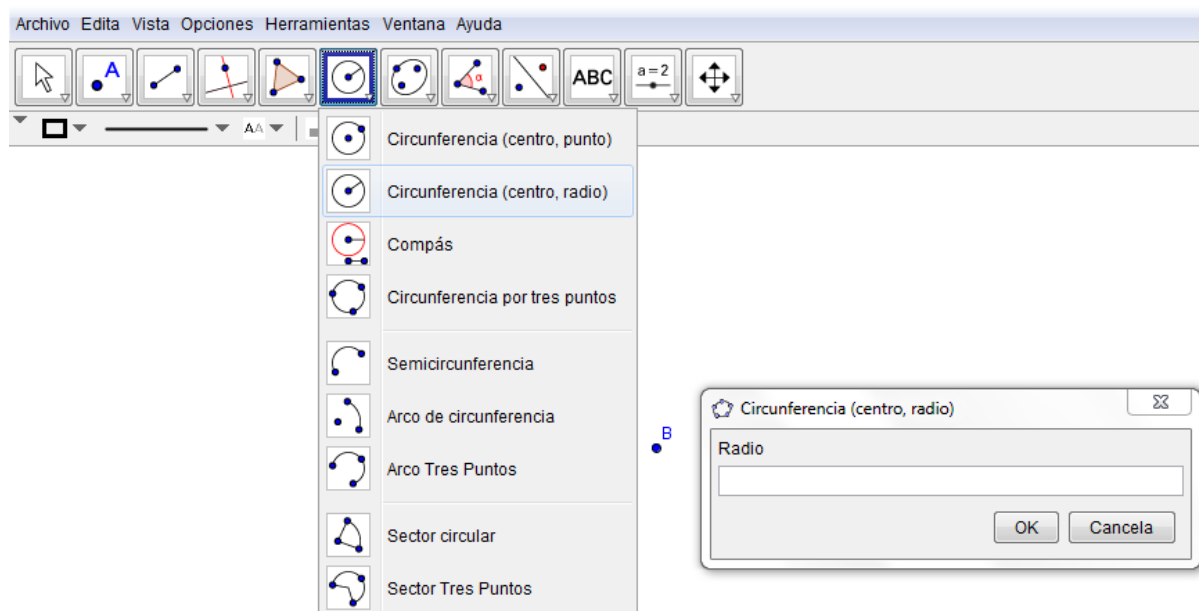 Archivo Edita Vista Opciones Herramientas Ventana Ayuda
A
α
ABC
a=2
AA
Circunferencia (centro, punto)
Circunferencia (centro, radio)
Compás
Circunferencia por tres puntos
Semicircunferencia
Arco de circunferencia
Arco Tres Puntos
Sector circular
Sector Tres Puntos
B
Circunferencia (centro, radio)
Radio
OK Cancela